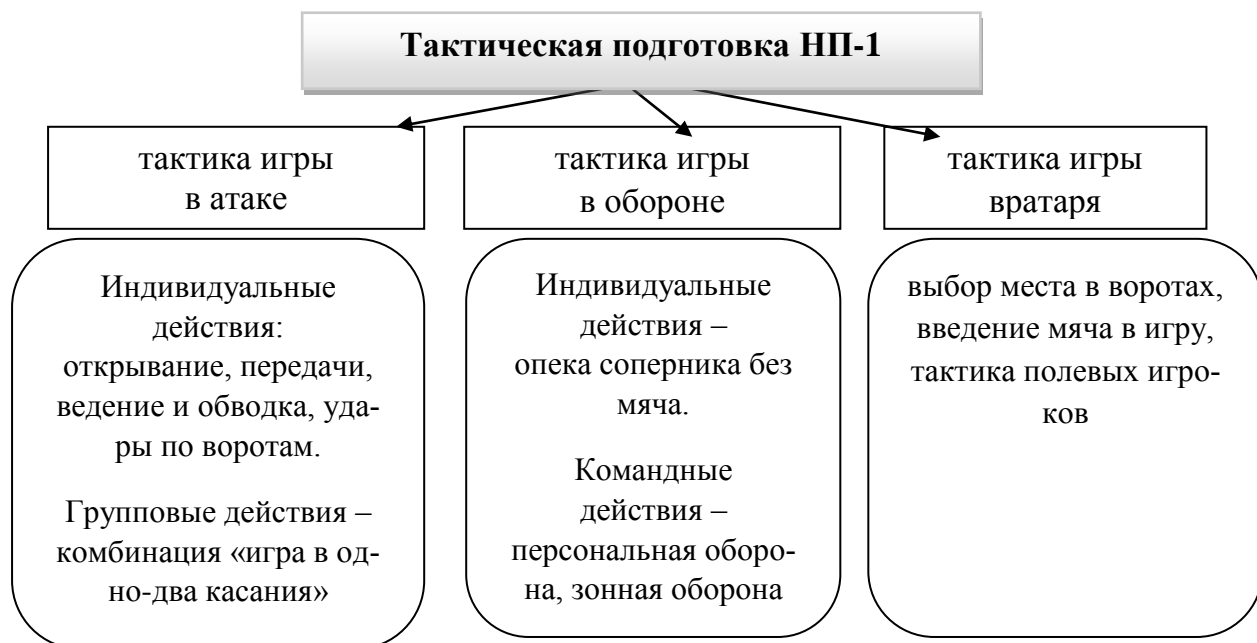 Тактическая подготовка НП-1
тактика игры
в атаке
Индивидуальные
действия:
открывание, передачи,
ведение и обводка, уда-
ры по воротам.
Групповые действия –
комбинация «игра в од-
но-два касания»
тактика игры
в обороне
Индивидуальные
действия –
опека соперника без
мяча.
Командные
действия –
персональная оборо-
на, зонная оборона
тактика игры
вратаря
выбор места в воротах,
введение мяча в игру,
тактика полевых игро-
ков